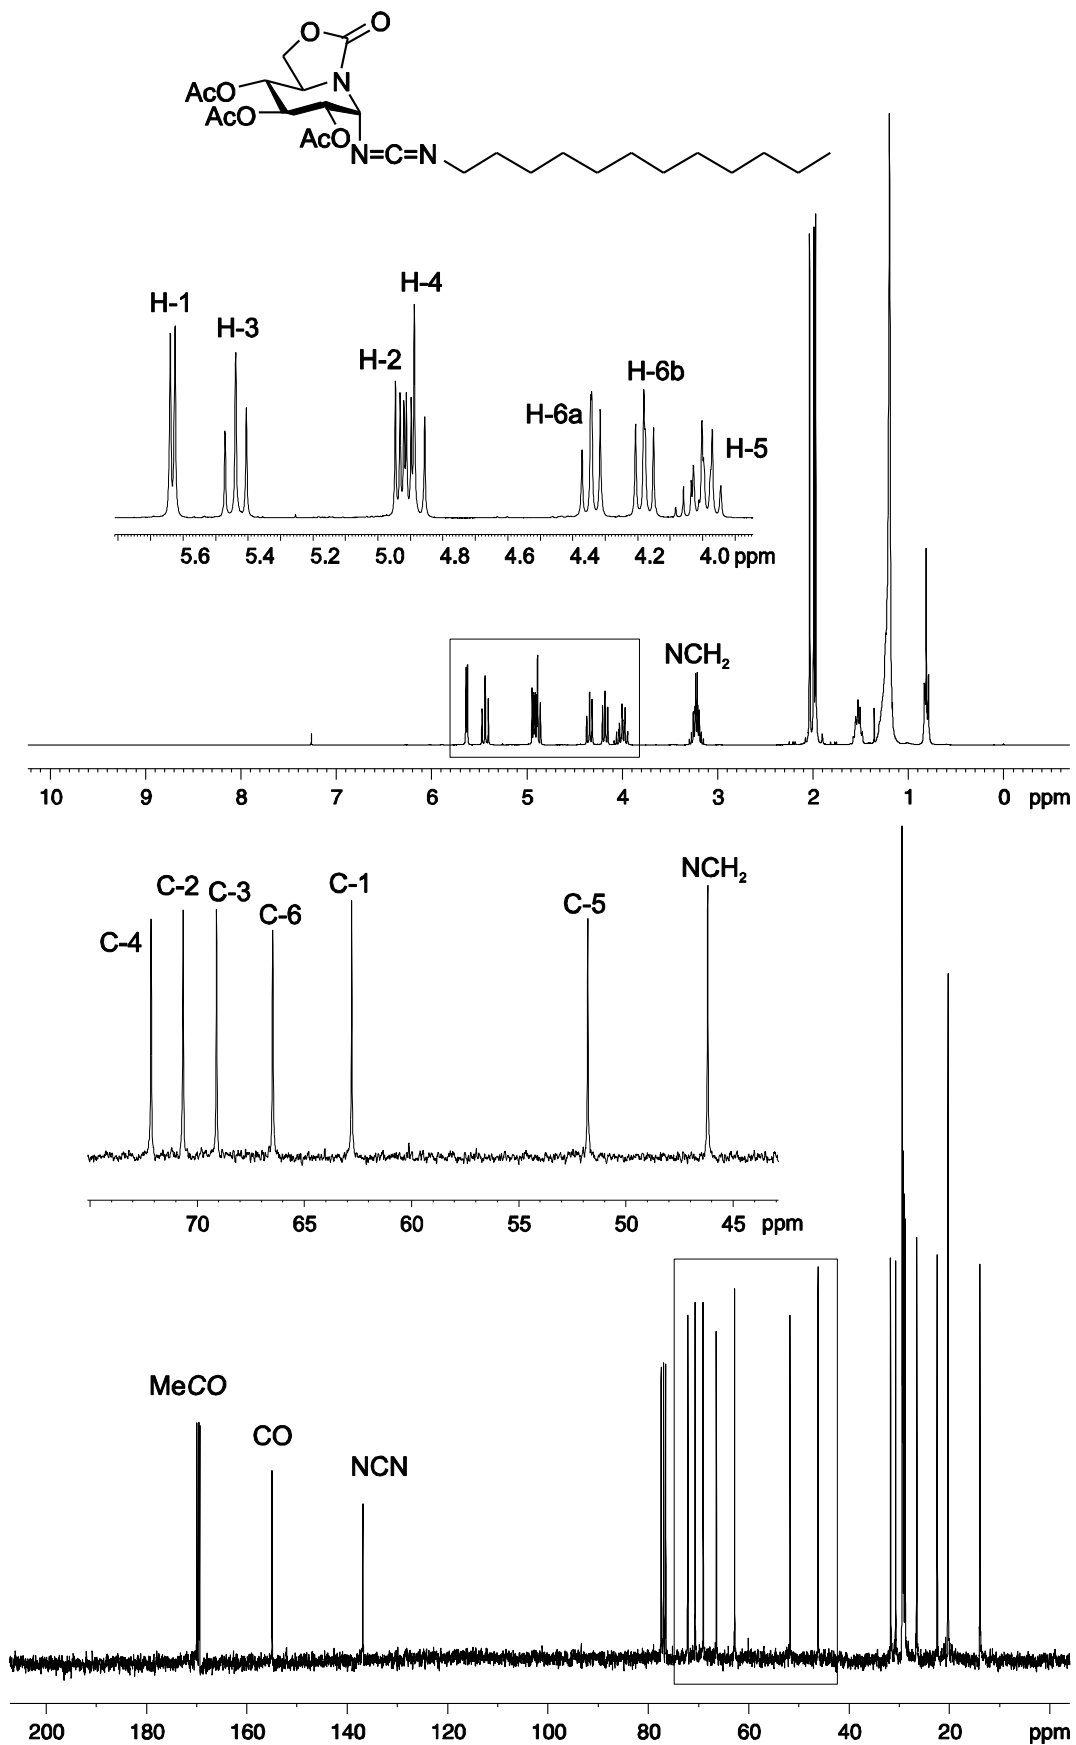 O
O
N
AcO
AcO
AcO
N=C=N
H-4
H-1
H-3
H-2
H-6b
H-6a
H-5
5.6 5.4 5.2 5.0 4.8 4.6 4.4 4.2 4.0 ppm
NCH₂
10 9 8 7 6 5 4 3 2 1 0 ppm
NCH₂
C-1
C-2
C-3
C-5
C-6
C-4
70 65 60 55 50 45 ppm
MeCO
CO
NCN
200 180 160 140 120 100 80 60 40 20 ppm